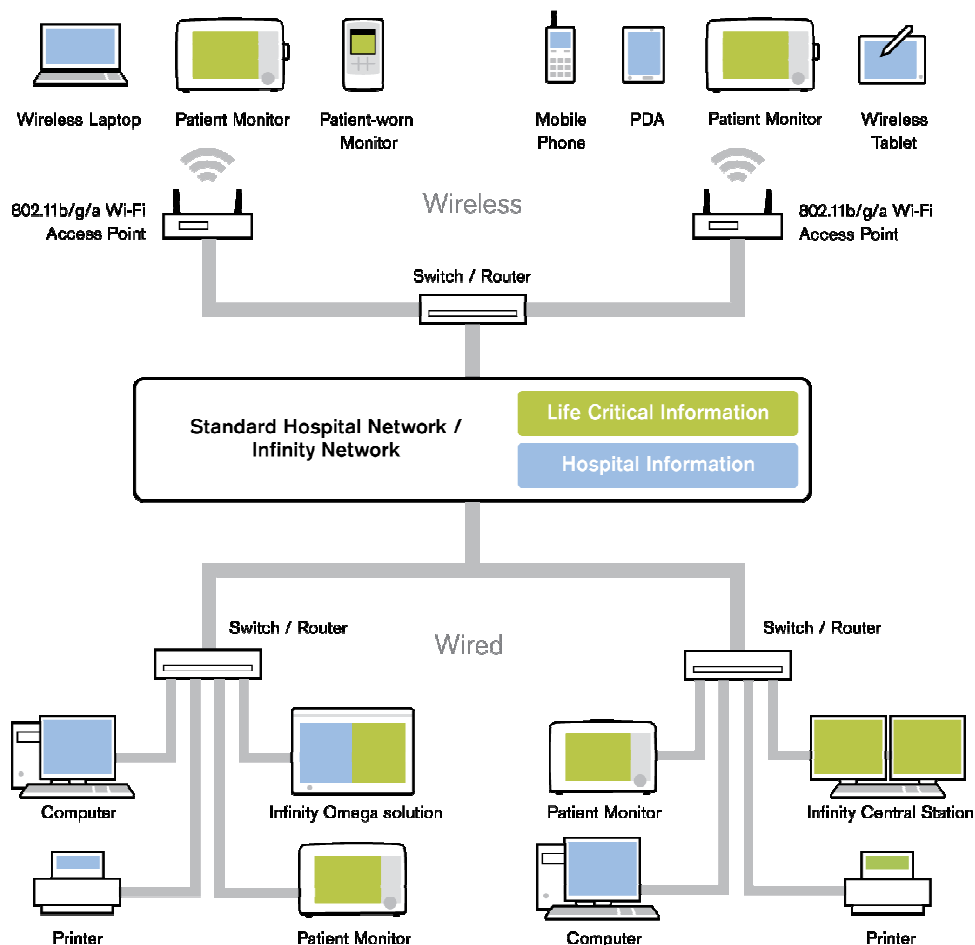 Wireless Laptop
Patient Monitor
Patient-worn
Monitor
Mobile
Phone
PDA
Patient Monitor
Wireless
Tablet
802.11b/g/a Wi-Fi
Access Point
Wireless
802.11b/g/a Wi-Fi
Access Point
Switch / Router
Standard Hospital Network /
Infinity Network
Life Critical Information
Hospital Information
Switch / Router
Wired
Switch / Router
Computer
Infinity Omega solution
Patient Monitor
Infinity Central Station
Printer
Patient Monitor
Computer
Printer